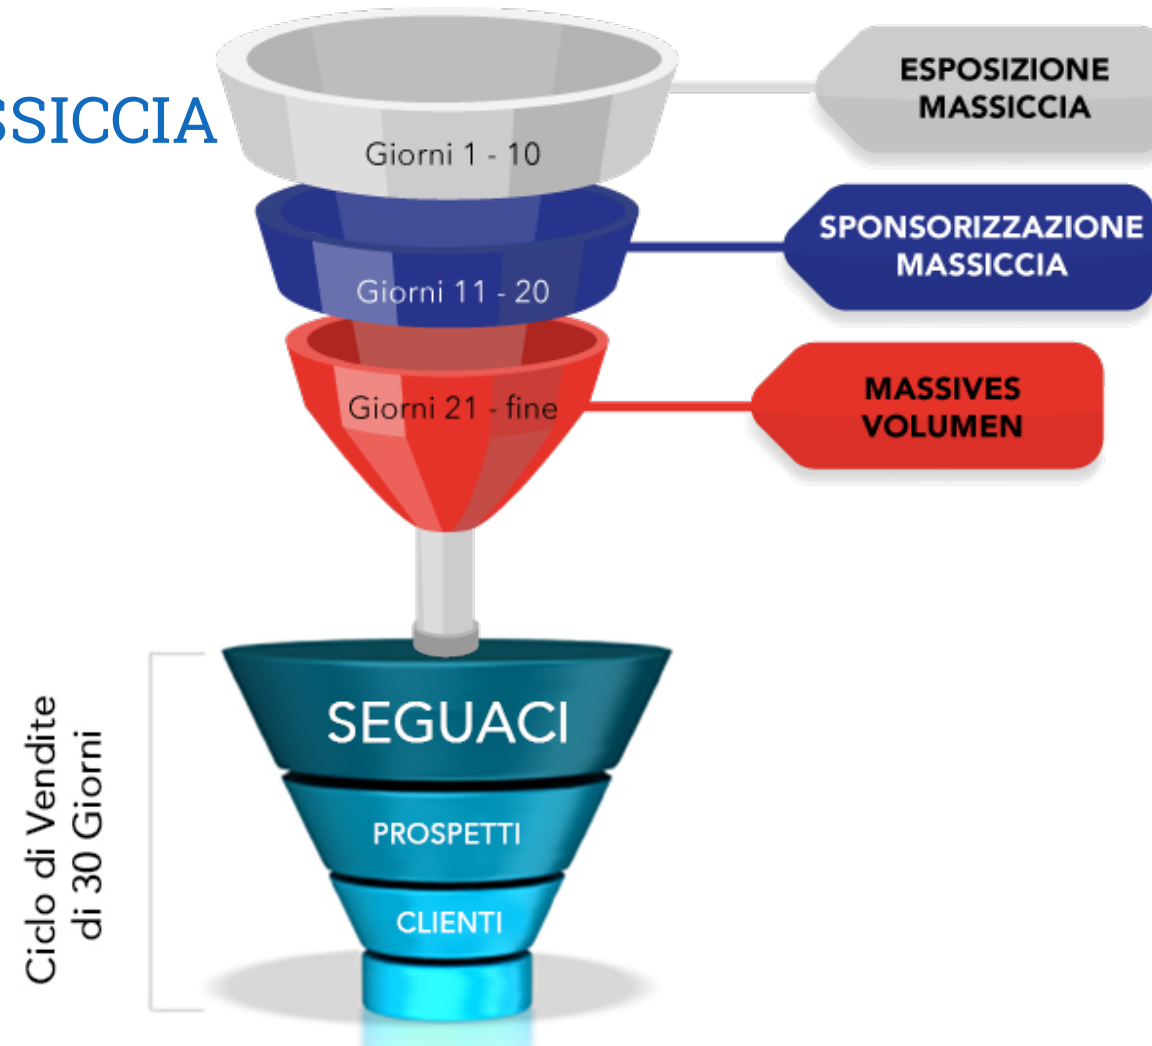 SSICCIA
Giorni 1 - 10
ESPOSIZIONE
MASSICCIA
Giorni 11 - 20
SPONSORIZZAZIONE
MASSICCIA
Giorni 21 - fine
MASSIVES
VOLUMEN
Ciclo di Vendite
di 30 Giorni
SEGUACI
PROSPETTI
CLIENTI